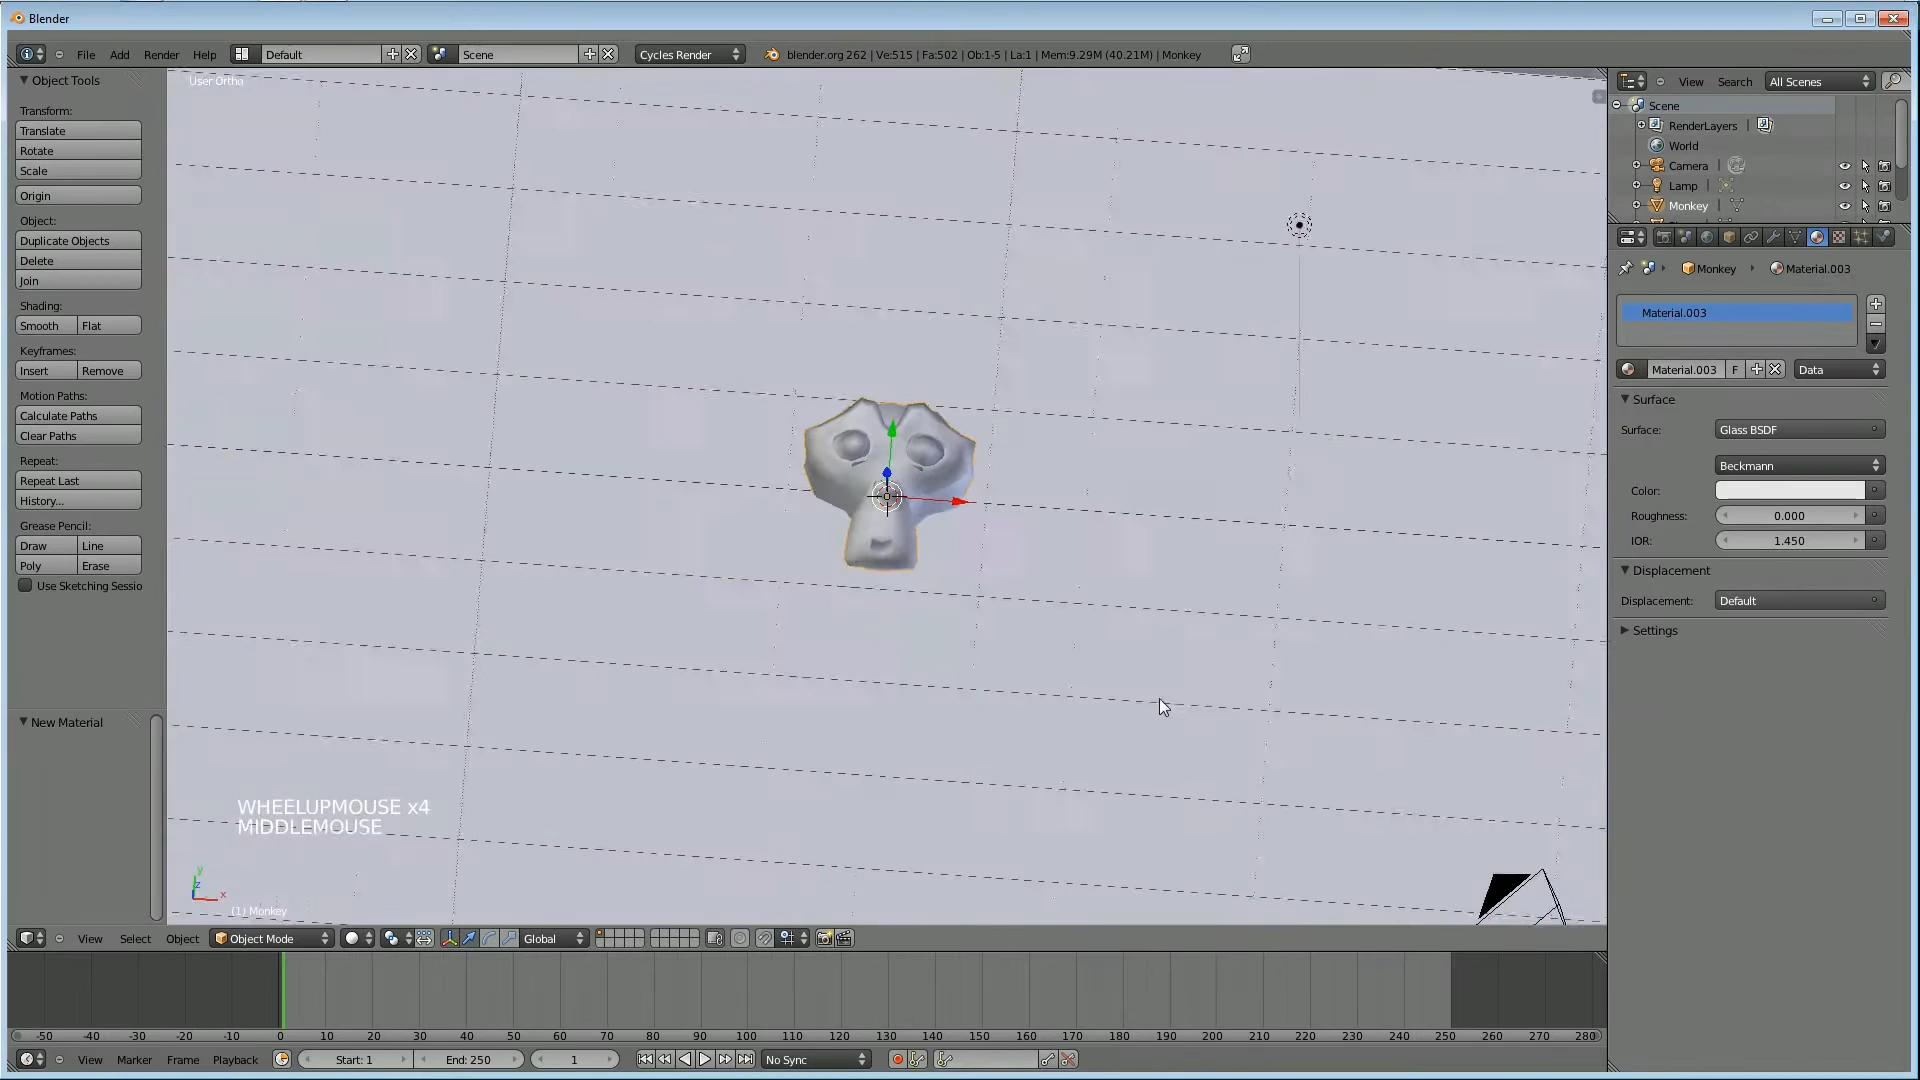 Blender
File Add Render Help Default Scene Cycles Render blender.org 262 | Ve:515 | Fa:502 | Ob:1-5 | La:1 | Mem:9.29M (40.21M) | Monkey
Object Tools
Transform:
Translate
Rotate
Scale
Origin
Object:
Duplicate Objects
Delete
Join
Shading:
Smooth Flat
Keyframes:
Insert Remove
Motion Paths:
Calculate Paths
Clear Paths
Repeat:
Repeat Last
History...
Grease Pencil:
Draw Line
Poly Erase
Use Sketching Sessio
New Material
User Ortho
WHEELUPMOUSE x4
MIDDLEMOUSE
y
z
x
(1) Monkey
View Search All Scenes
Scene
RenderLayers |
World
Camera |
Lamp |
Monkey |
Monkey Material.003
Material.003
Material.003 F Data
Surface
Surface: Glass BSDF
Beckmann
Color:
Roughness: 0.000
IOR: 1.450
Displacement
Displacement: Default
Settings
View Select Object Object Mode Global
-50 -40 -30 -20 -10 0 10 20 30 40 50 60 70 80 90 100 110 120 130 140 150 160 170 180 190 200 210 220 230 240 250 260 270 280
View Marker Frame Playback Start: 1 End: 250 1 No Sync